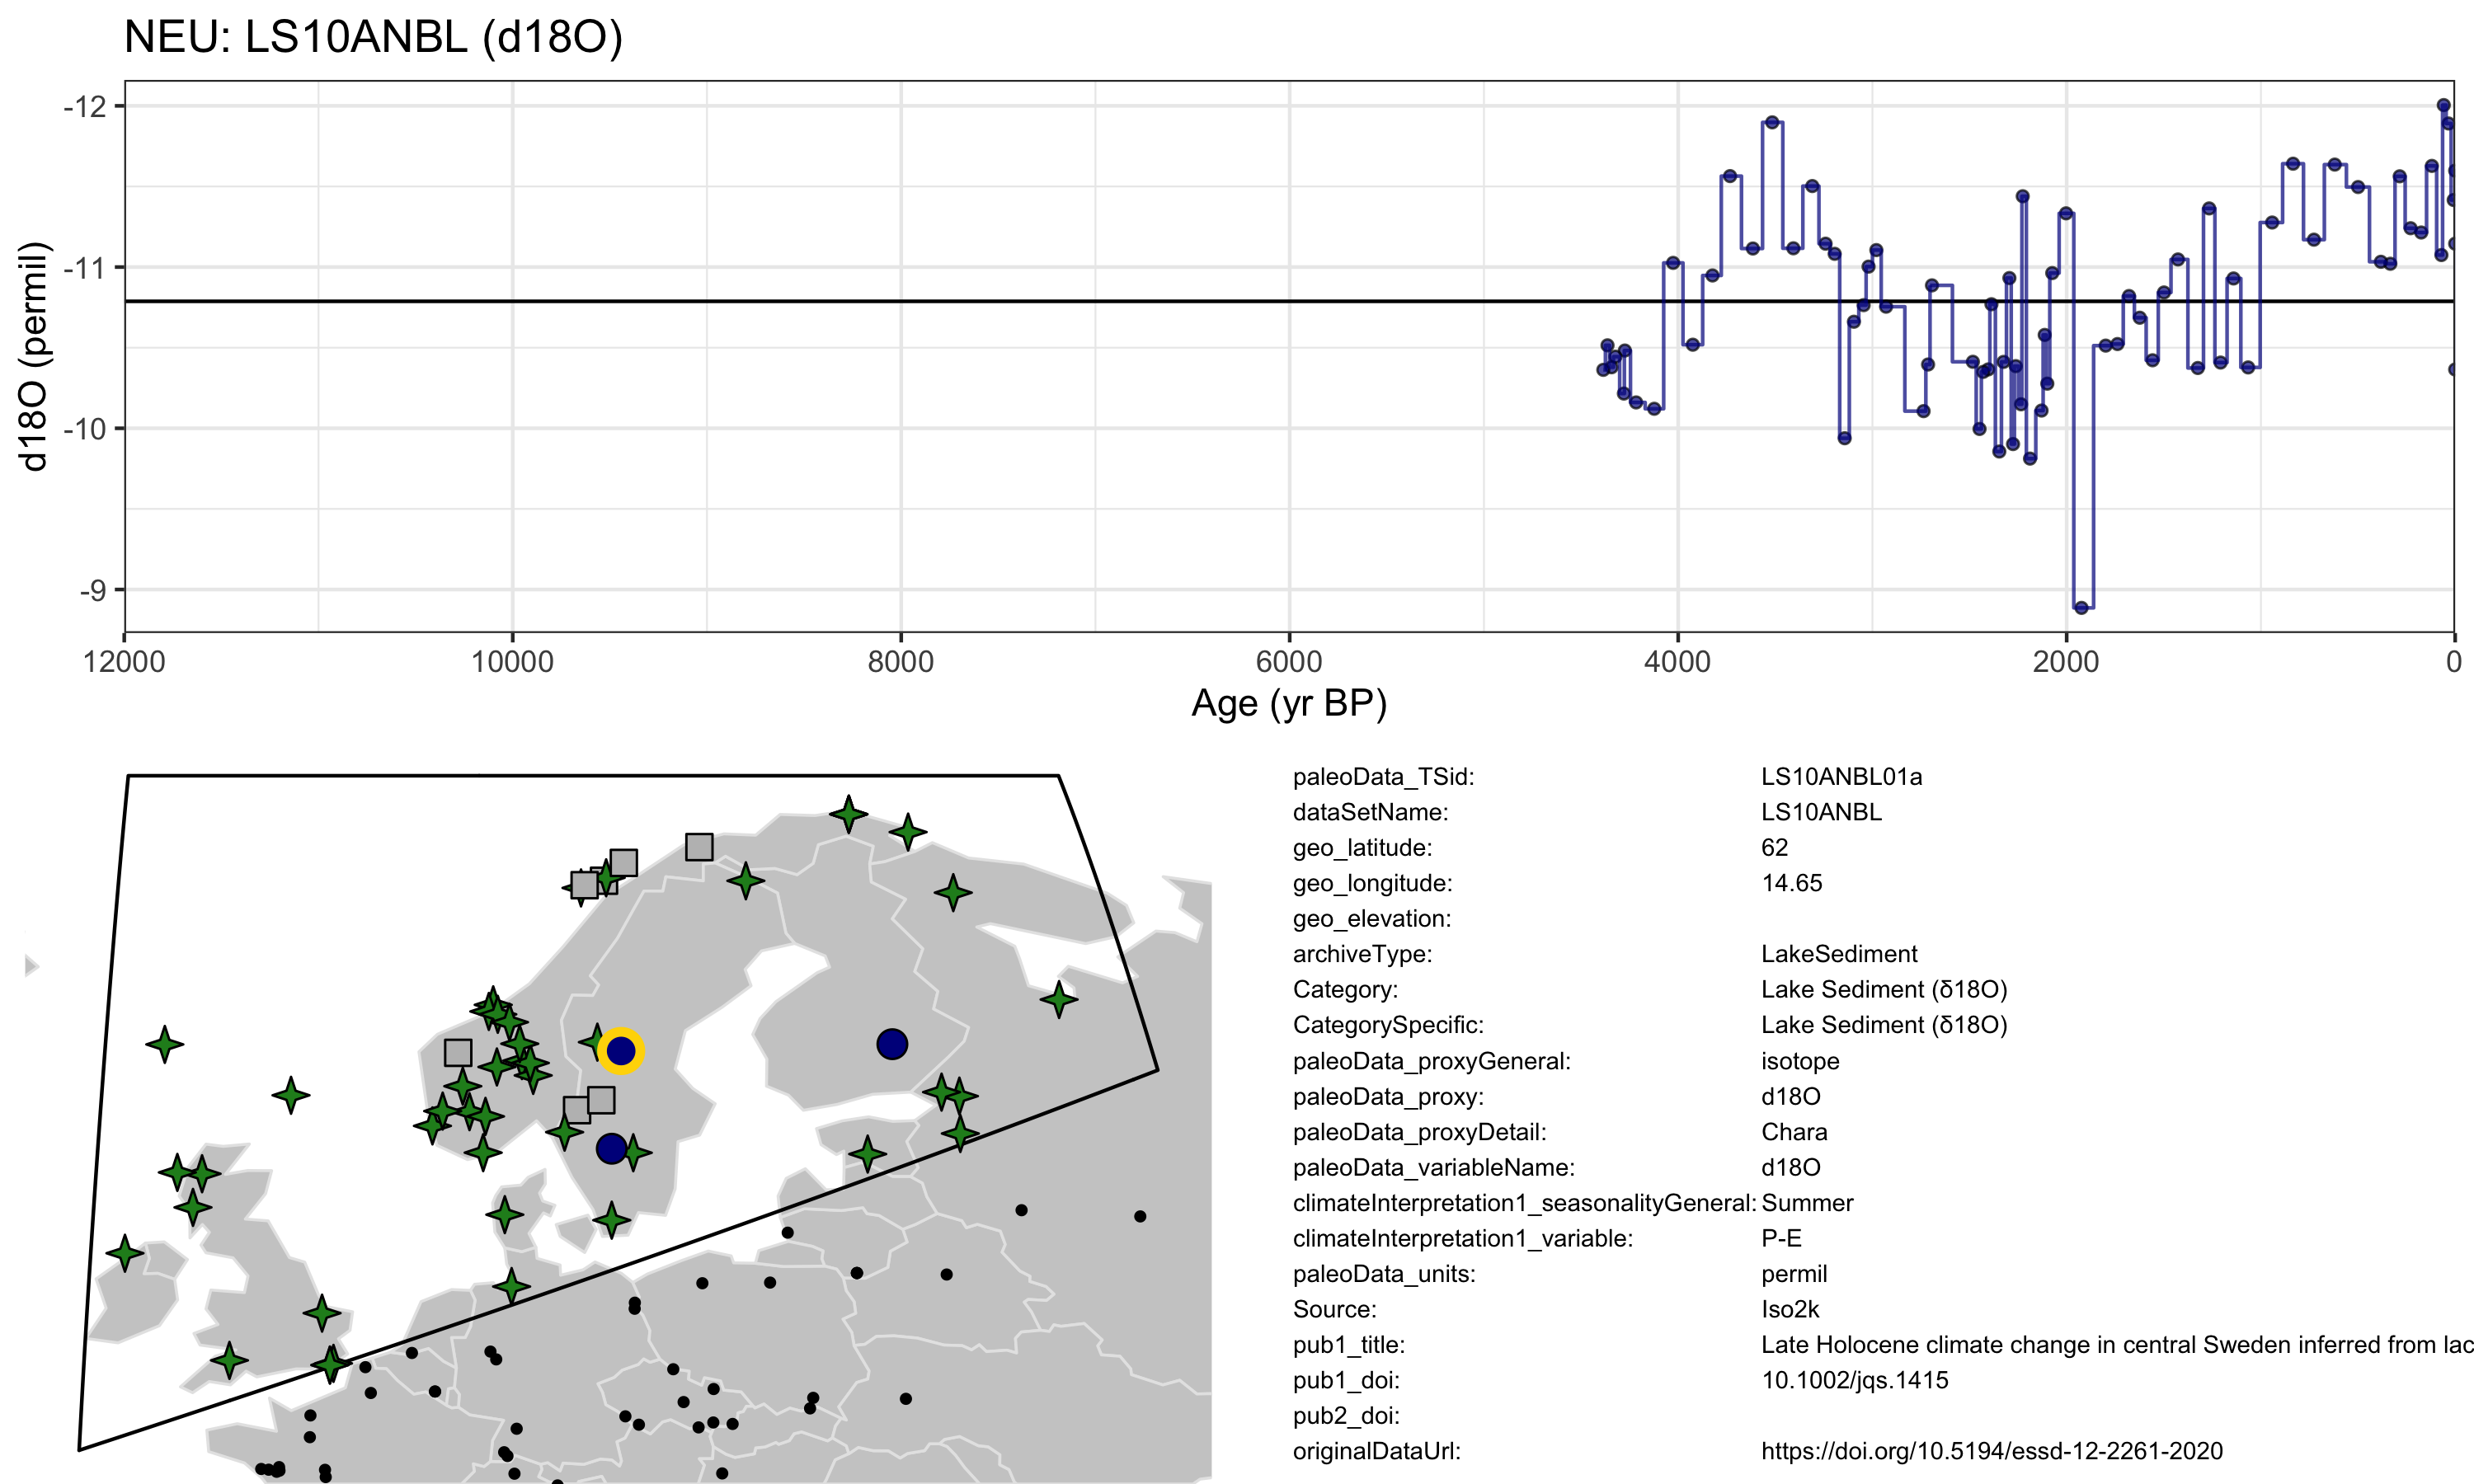 NEU: LS10ANBL (d18O)
-12
-11
-10
-9
d18O (permil)
12000 10000 8000 6000 4000 2000 0
Age (yr BP)
paleoData_TSid: LS10ANBL01a
dataSetName: LS10ANBL
geo_latitude: 62
geo_longitude: 14.65
geo_elevation:
archiveType: LakeSediment
Category: Lake Sediment (δ18O)
CategorySpecific: Lake Sediment (δ18O)
paleoData_proxyGeneral: isotope
paleoData_proxy: d18O
paleoData_proxyDetail: Chara
paleoData_variableName: d18O
climateInterpretation1_seasonalityGeneral: Summer
climateInterpretation1_variable: P-E
paleoData_units: permil
Source: Iso2k
pub1_title: Late Holocene climate change in central Sweden inferred from lac
pub1_doi: 10.1002/jqs.1415
pub2_doi:
originalDataUrl: https://doi.org/10.5194/essd-12-2261-2020